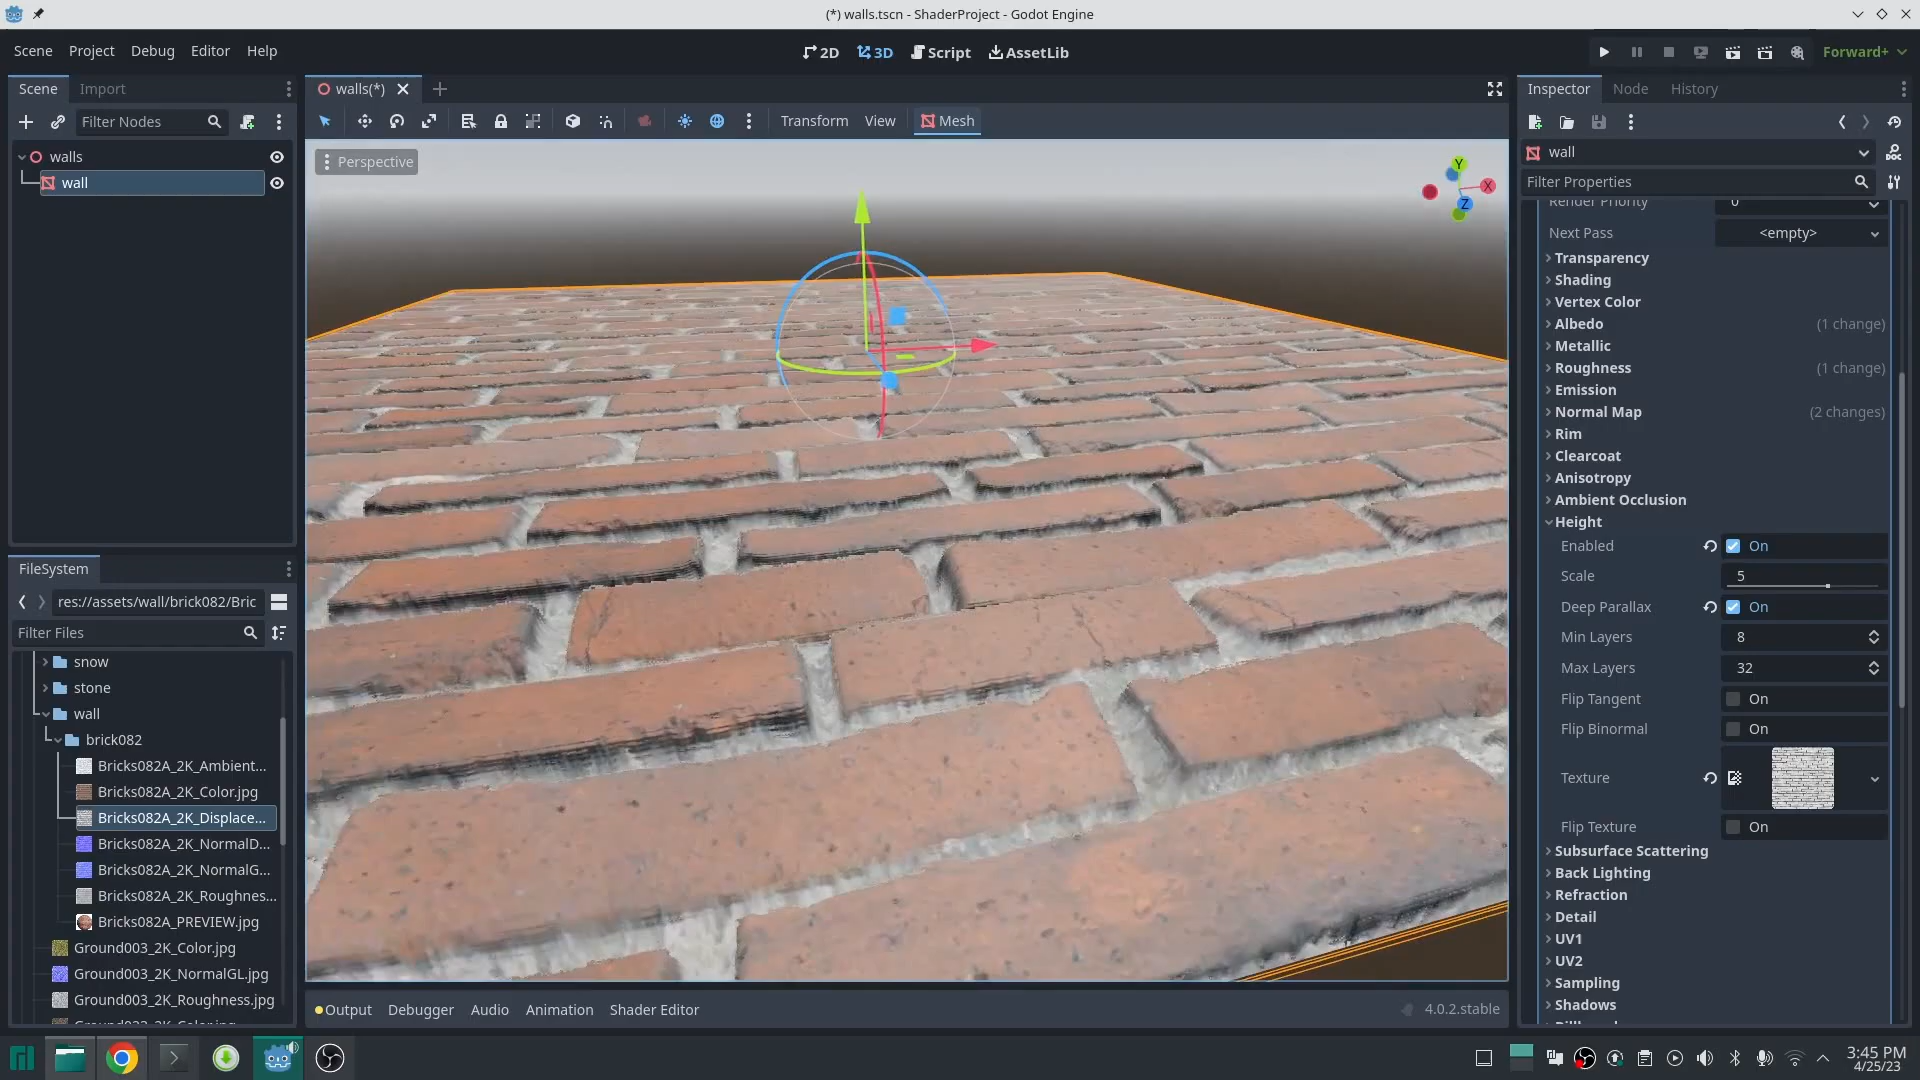 (*) walls.tscn - ShaderProject - Godot Engine
Scene Project Debug Editor Help
2D 3D Script AssetLib
Forward+
Scene Import
Filter Nodes
walls
wall
walls(*)
Transform View Mesh
Perspective
Y
X
Z
FileSystem
res://assets/wall/brick082/Bric
Filter Files
snow
stone
wall
brick082
Bricks082A_2K_Ambient...
Bricks082A_2K_Color.jpg
Bricks082A_2K_Displace...
Bricks082A_2K_NormalD...
Bricks082A_2K_NormalG...
Bricks082A_2K_Roughnes...
Bricks082A_PREVIEW.jpg
Ground003_2K_Color.jpg
Ground003_2K_NormalGL.jpg
Ground003_2K_Roughness.jpg
Output Debugger Audio Animation Shader Editor
4.0.2.stable
Inspector Node History
wall
DOC
Filter Properties
Render Priority 0
Next Pass <empty>
Transparency
Shading
Vertex Color
Albedo (1 change)
Metallic
Roughness (1 change)
Emission
Normal Map (2 changes)
Rim
Clearcoat
Anisotropy
Ambient Occlusion
Height
Enabled On
Scale 5
Deep Parallax On
Min Layers 8
Max Layers 32
Flip Tangent On
Flip Binormal On
Texture
Flip Texture On
Subsurface Scattering
Back Lighting
Refraction
Detail
UV1
UV2
Sampling
Shadows
3:45 PM
4/25/23